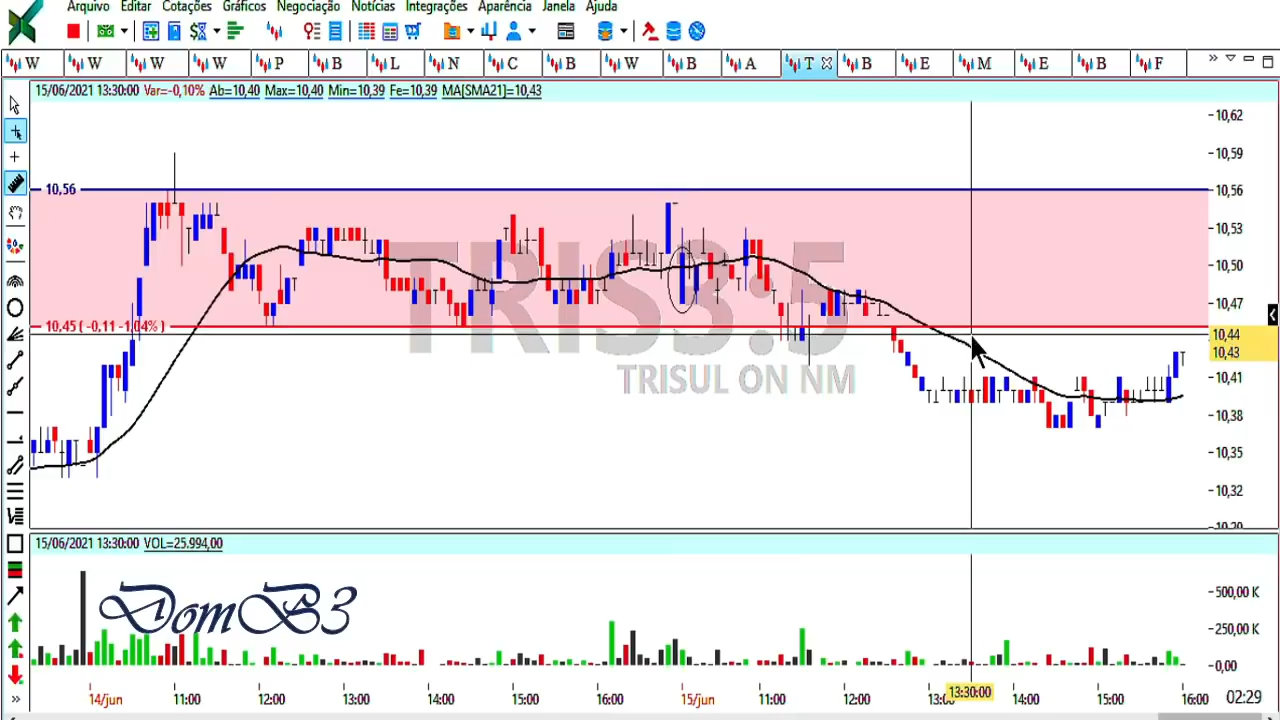 Arquivo Editar Cotações Gráficos Negociação Notícias Integrações Aparência Janela Ajuda
W W W W P B L N C B W B A T B E M E B F
15/06/2021 13:30:00 Var=-0,10% Ab=10,40 Max=10,40 Min=10,39 Fe=10,39 MA[SMA21]=10,43
10,62
10,59
10,56 10,56
10,53
10,50
10,47
TRIS3:5
10,45 ( -0,11 -1,04% )
10,44
10,43
TRISUL ON NM
10,41
10,38
10,35
10,32
10,29
15/06/2021 13:30:00 VOL=25.994,00
DomB3
500,00 K
250,00 K
0,00
14/jun 11:00 12:00 13:00 14:00 15:00 16:00 15/jun 11:00 12:00 13:30:00 14:00 15:00 16:00 02:29